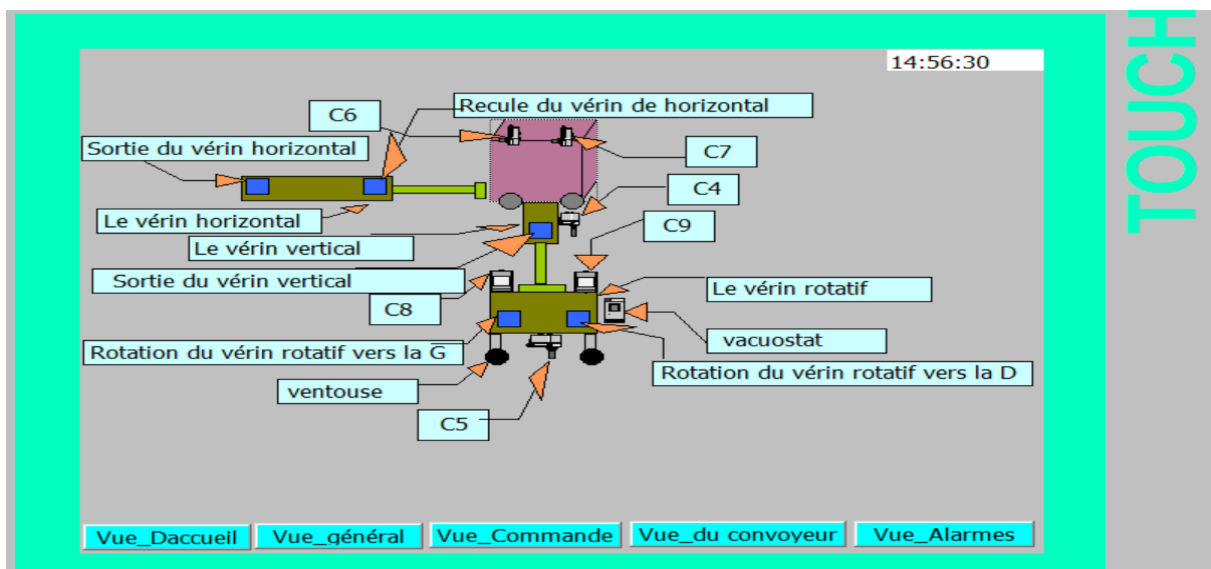 14:56:30
TOUCH
Recule du vérin de horizontal
C6
Sortie du vérin horizontal
C7
C4
Le vérin horizontal
C9
Le vérin vertical
Sortie du vérin vertical
Le vérin rotatif
C8
vacuostat
Rotation du vérin rotatif vers la G
Rotation du vérin rotatif vers la D
ventouse
C5
Vue_Daccueil
Vue_général
Vue_Commande
Vue_du convoyeur
Vue_Alarmes